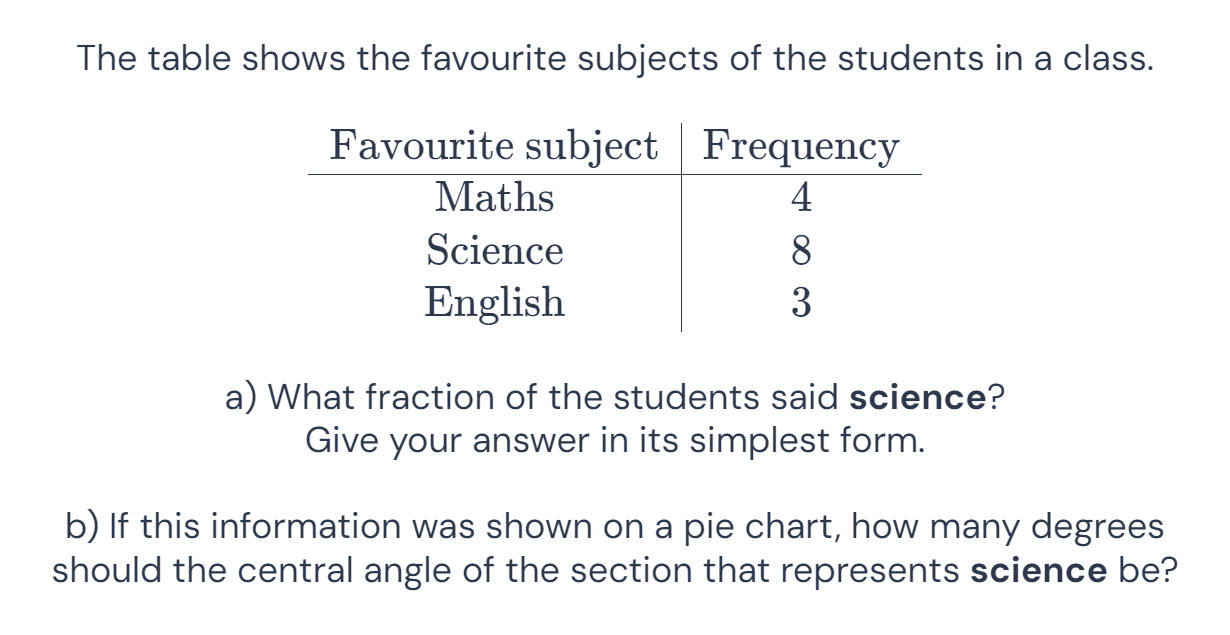 The table shows the favourite subjects of the students in a class.
Favourite subject Frequency
Maths 4
Science 8
English 3
a) What fraction of the students said science?
Give your answer in its simplest form.
b) If this information was shown on a pie chart, how many degrees
should the central angle of the section that represents science be?